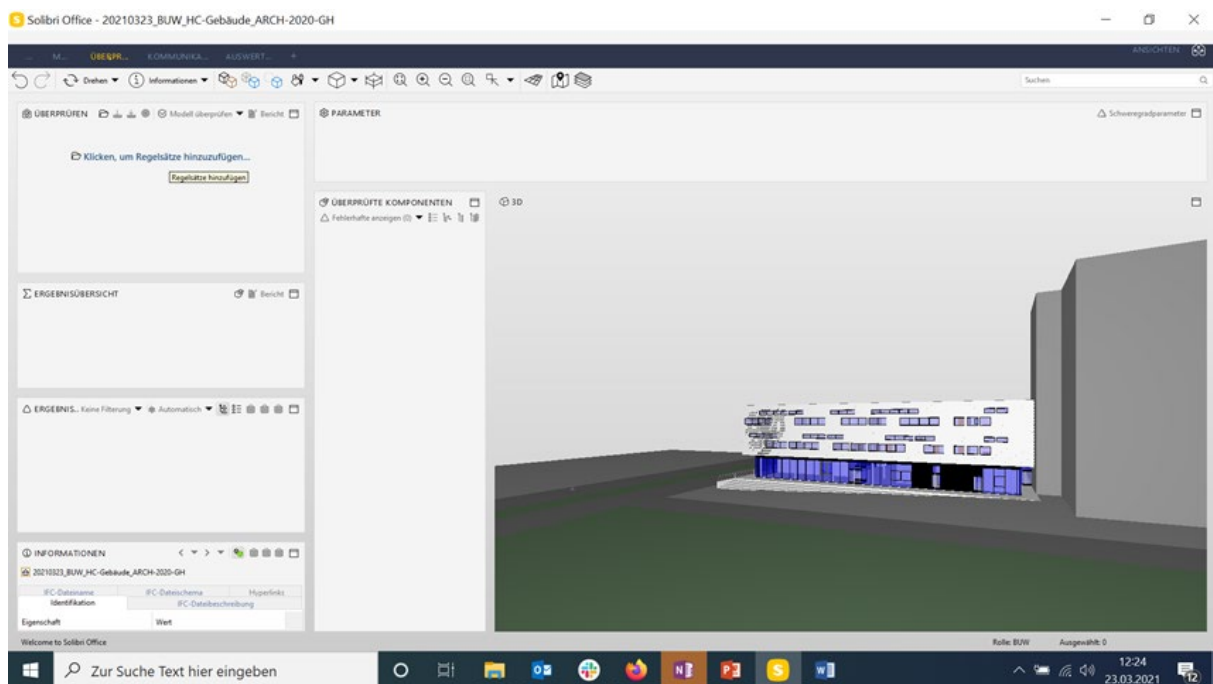 Solibri Office - 20210323_BUW_HC-Gebäude_ARCH-2020-GH
... M... ÜBERPR... KOMMUNIKA... AUSWERT... + ANSICHTEN
Drehen Informationen Suchen
ÜBERPRÜFEN Modell überprüfen Bericht
PARAMETER Schweregradparameter
Klicken, um Regelsätze hinzuzufügen...
Regelsätze hinzufügen
ÜBERPRÜFTE KOMPONENTEN 3D
Fehlerhafte anzeigen (0)
ERGEBNISÜBERSICHT Bericht
ERGEBNIS... Keine Filterung Automatisch
INFORMATIONEN
20210323_BUW_HC-Gebäude_ARCH-2020-GH
IFC-Dateiname IFC-Dateischema Hyperlinks
Identifikation IFC-Dateibeschreibung
Eigenschaft Wert
Welcome to Solibri Office Rolle: BUW Ausgewählt: 0
Zur Suche Text hier eingeben
12:24
23.03.2021
12